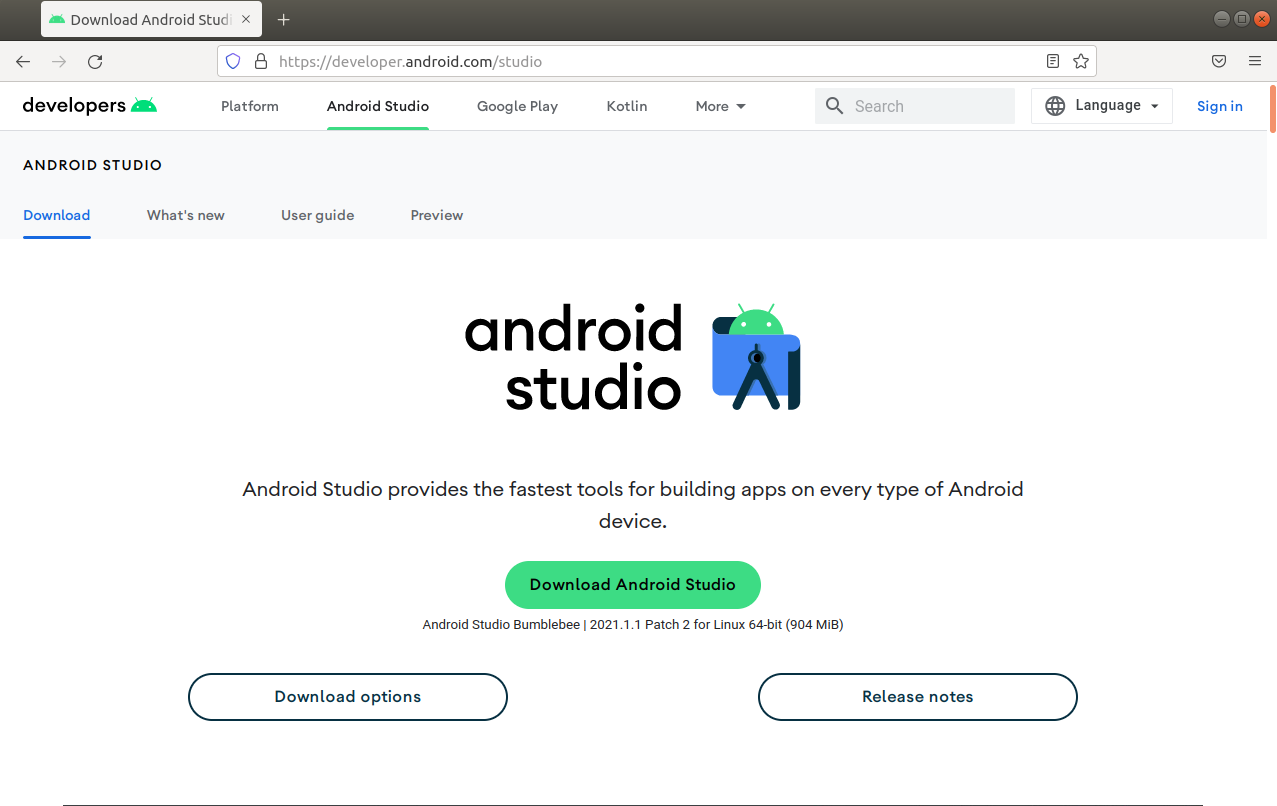 Download Android Studi
https://developer.android.com/studio
developers
Platform
Android Studio
Google Play
Kotlin
More
Search
Language
Sign in
ANDROID STUDIO
Download
What's new
User guide
Preview
android
studio
Android Studio provides the fastest tools for building apps on every type of Android
device.
Download Android Studio
Android Studio Bumblebee | 2021.1.1 Patch 2 for Linux 64-bit (904 MiB)
Download options
Release notes